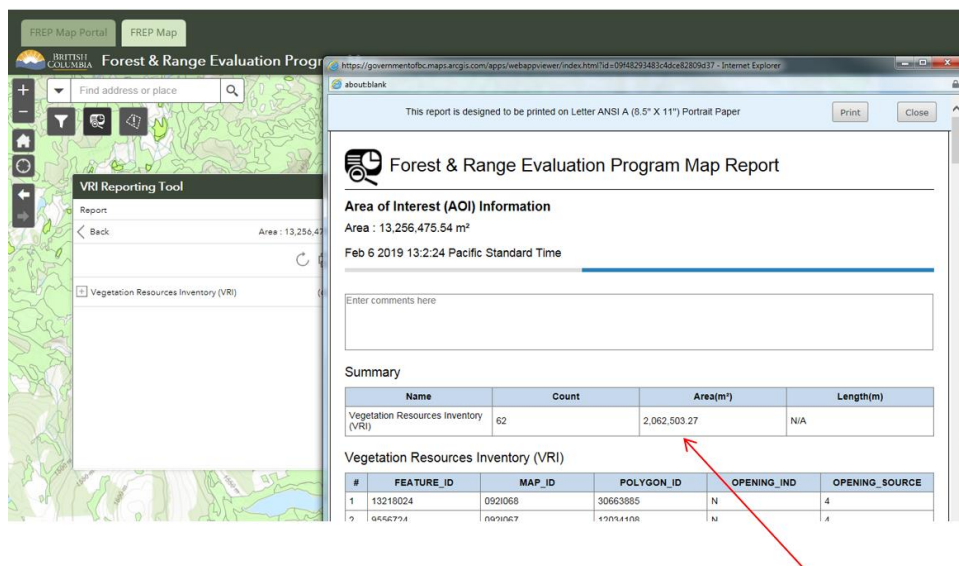 FREP Map Portal
FREP Map
BRITISH
COLUMBIA
Forest & Range Evaluation Progr
https://governmentofbc.maps.arcgis.com/apps/webappviewer/index.html?id=09f48293483c4dce82809d37 - Internet Explorer
about:blank
Find address or place
This report is designed to be printed on Letter ANSI A (8.5" X 11") Portrait Paper
Print
Close
Forest & Range Evaluation Program Map Report
VRI Reporting Tool
Report
Back
Area : 13,256,47
Vegetation Resources Inventory (VRI)
Area of Interest (AOI) Information
Area : 13,256,475.54 m²
Feb 6 2019 13:2:24 Pacific Standard Time
Enter comments here
Summary
Name Count Area(m²) Length(m)
Vegetation Resources Inventory (VRI) 62 2,062,503.27 N/A
Vegetation Resources Inventory (VRI)
# FEATURE_ID MAP_ID POLYGON_ID OPENING_IND OPENING_SOURCE
1 13218024 092I068 30663885 N 4
2 9556724 092I067 12034108 N 4